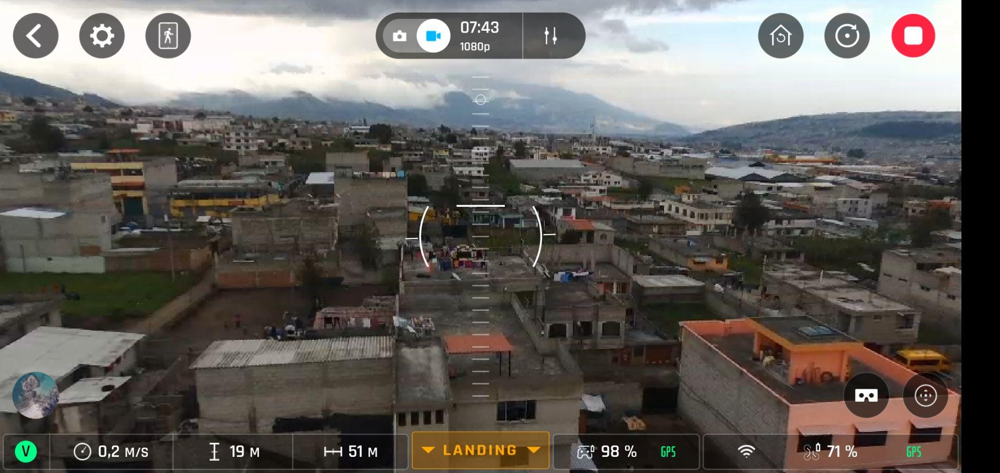 07:43
1080p
V
0,2 M/S
19 M
51 M
LANDING
98 %
GPS
71 %
GPS